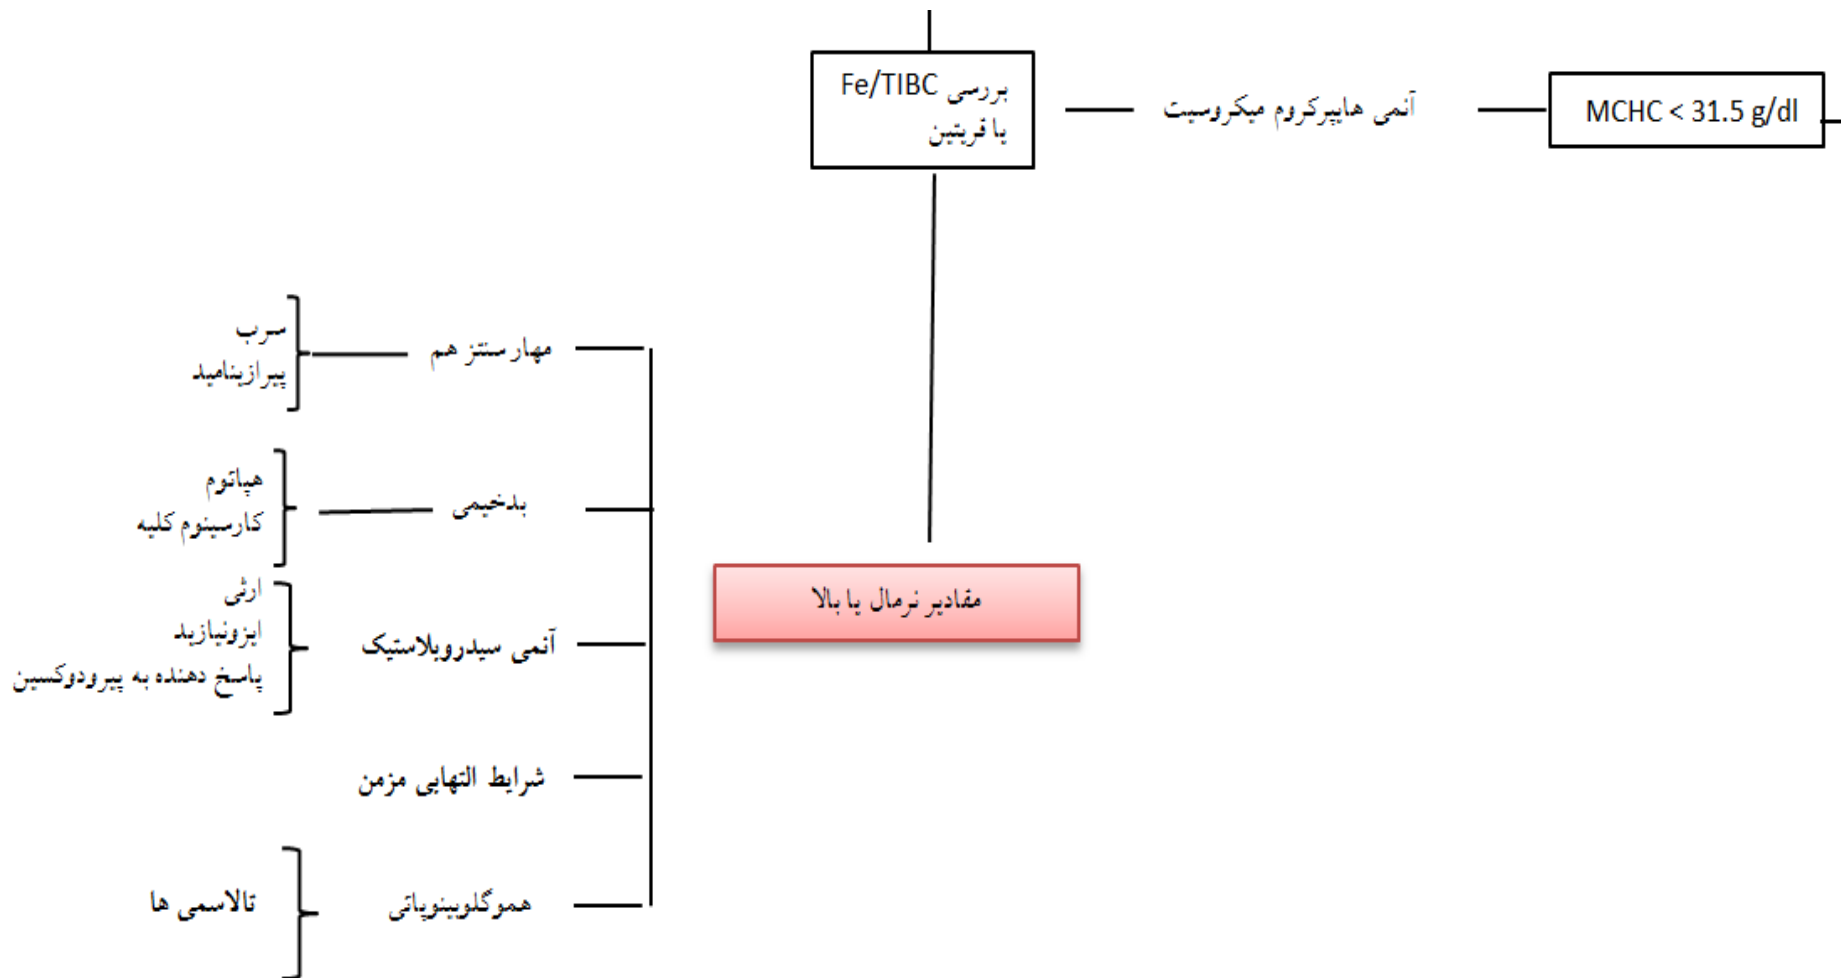 MCHC < 31.5 g/dl
آنمی هایپرکروم میکروسیت
بررسی Fe/TIBC
یا فریتین
مقادیر نرمال یا بالا
مهار سنتز هم
سرب
پیرازینامید
بدخیمی
هپاتوم
کارسینوم کلیه
آنمی سیدروبلاستیک
ارثی
ایزونیازید
پاسخ دهنده به پیرودوکسین
شرایط التهابی مزمن
هموگلوبینوپاتی
تالاسمی ها